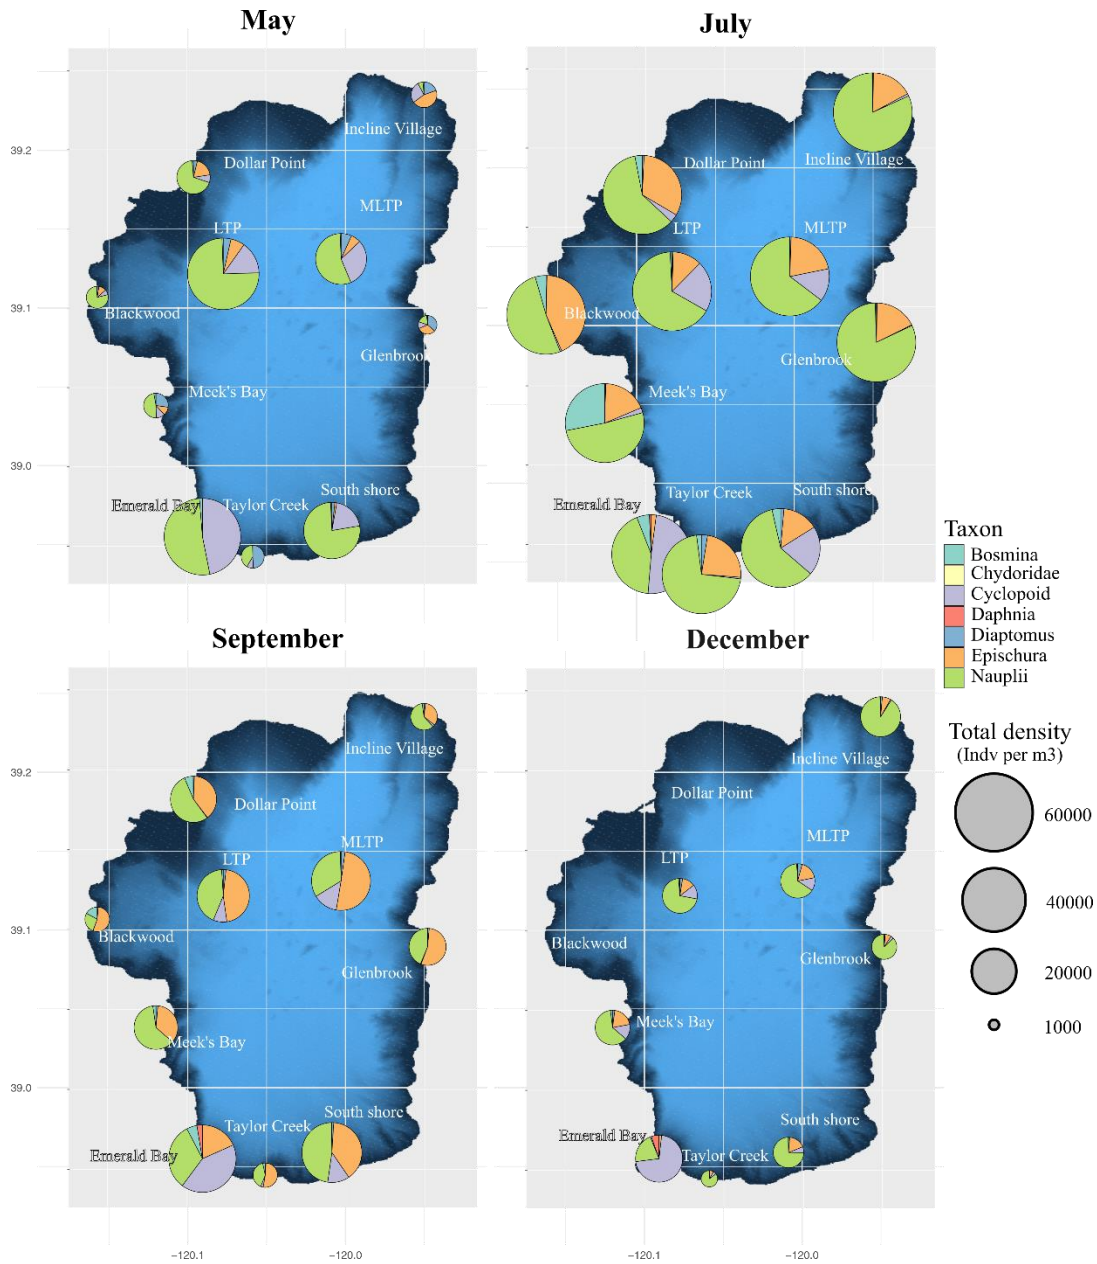 May
July
Incline Village
Dollar Point
MLTP
LTP
Blackwood
Glenbrook
Meek's Bay
Emerald Bay
Taylor Creek
South shore
39.2
39.1
39.0
Dollar Point
Incline Village
LTP
MLTP
Blackwood
Glenbrook
Meek's Bay
Emerald Bay
Taylor Creek
South shore
Taxon
Bosmina
Chydoridae
Cyclopoid
Daphnia
Diaptomus
Epischura
Nauplii
Total density
(Indv per m3)
60000
40000
20000
1000
September
December
Incline Village
Dollar Point
MLTP
LTP
Blackwood
Glenbrook
Meek's Bay
South shore
Taylor Creek
Emerald Bay
39.2
39.1
39.0
−120.1
−120.0
Incline Village
Dollar Point
MLTP
LTP
Blackwood
Glenbrook
Meek's Bay
South shore
Emerald Bay
Taylor Creek
−120.1
−120.0